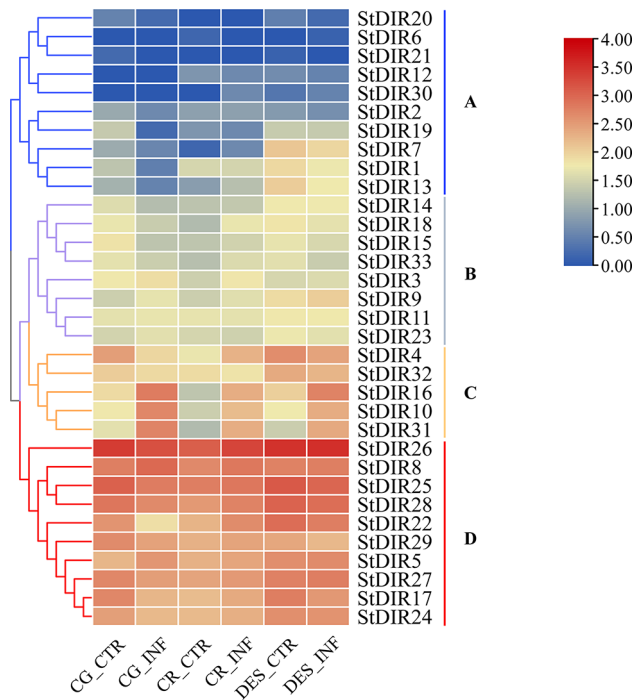 StDIR20
StDIR6
StDIR21
StDIR12
StDIR30
StDIR2
StDIR19
StDIR7
StDIR1
StDIR13
StDIR14
StDIR18
StDIR15
StDIR33
StDIR3
StDIR9
StDIR11
StDIR23
StDIR4
StDIR32
StDIR16
StDIR10
StDIR31
StDIR26
StDIR8
StDIR25
StDIR28
StDIR22
StDIR29
StDIR5
StDIR27
StDIR17
StDIR24
A
B
C
D
4.00
3.50
3.00
2.50
2.00
1.50
1.00
0.50
0.00
CG_CTR
CG_INF
CR_CTR
CR_INF
DES_CTR
DES_INF